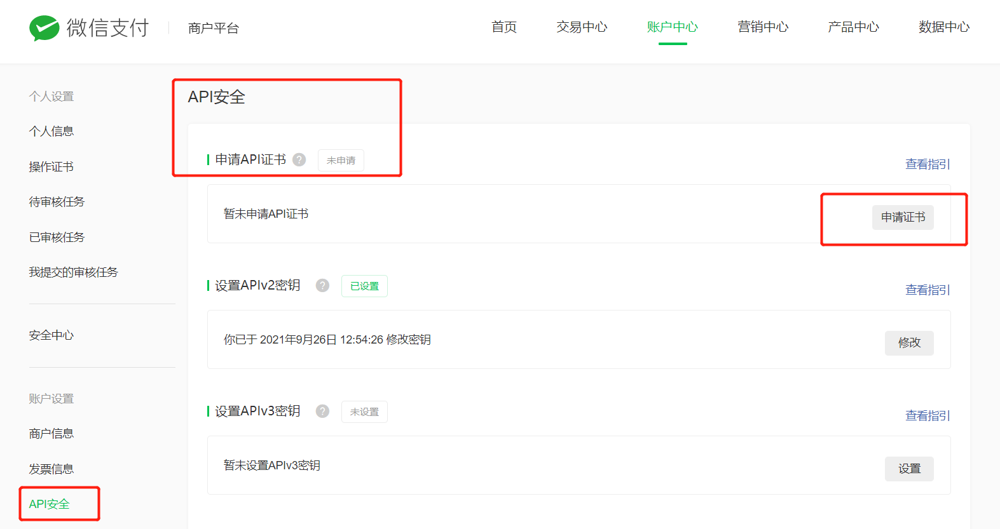 微信支付 商户平台 首页 交易中心 账户中心 营销中心 产品中心 数据中心
个人设置
个人信息
操作证书
待审核任务
已审核任务
我提交的审核任务
安全中心
账户设置
商户信息
发票信息
API安全
API安全
申请API证书 ? 未申请 查看指引
暂未申请API证书 申请证书
设置APIv2密钥 ? 已设置 查看指引
你已于 2021年9月26日 12:54:26 修改密钥 修改
设置APIv3密钥 ? 未设置 查看指引
暂未设置APIv3密钥 设置